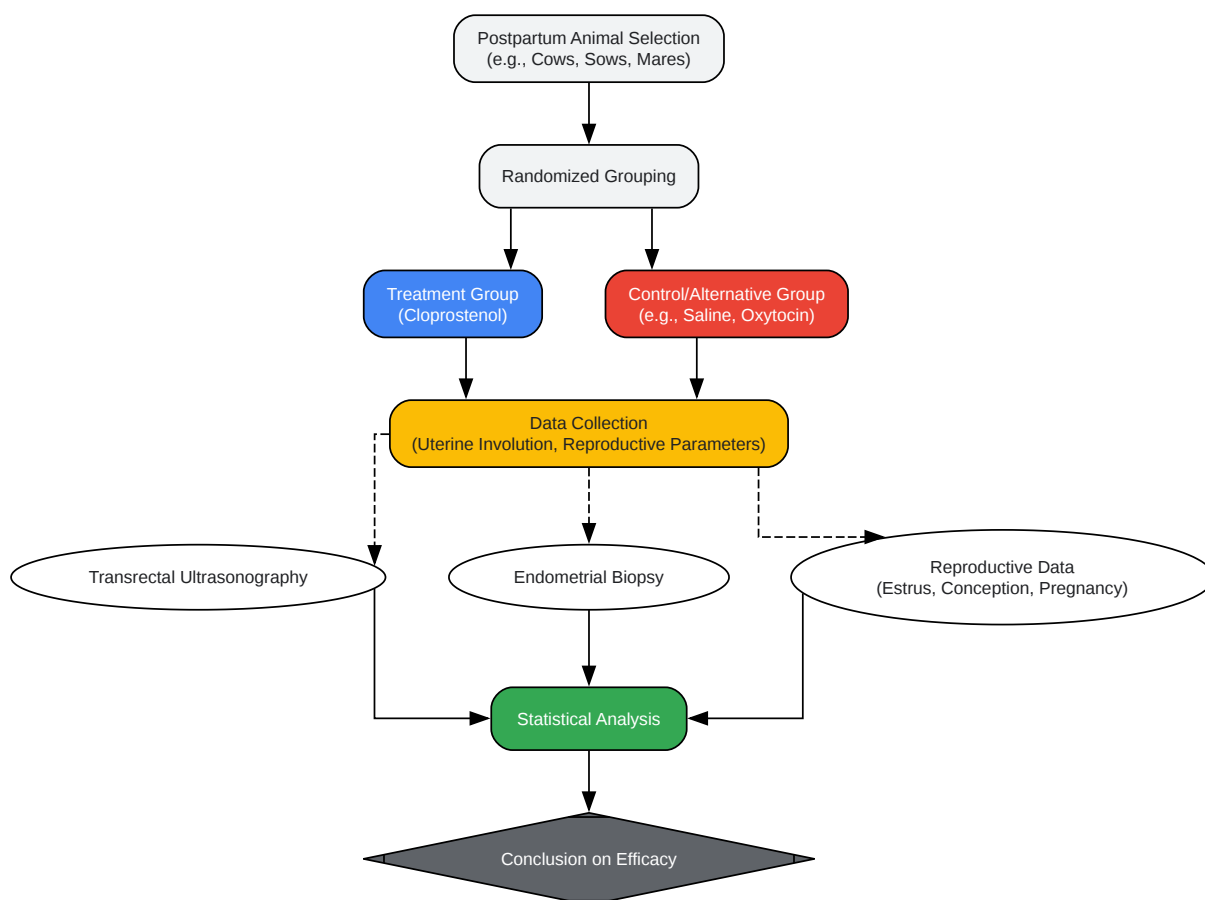 Postpartum Animal Selection
(e.g., Cows, Sows, Mares)
Randomized Grouping
Treatment Group
(Cloprostenol)
Control/Alternative Group
(e.g., Saline, Oxytocin)
Data Collection
(Uterine Involution, Reproductive Parameters)
Transrectal Ultrasonography
Endometrial Biopsy
Reproductive Data
(Estrus, Conception, Pregnancy)
Statistical Analysis
Conclusion on Efficacy